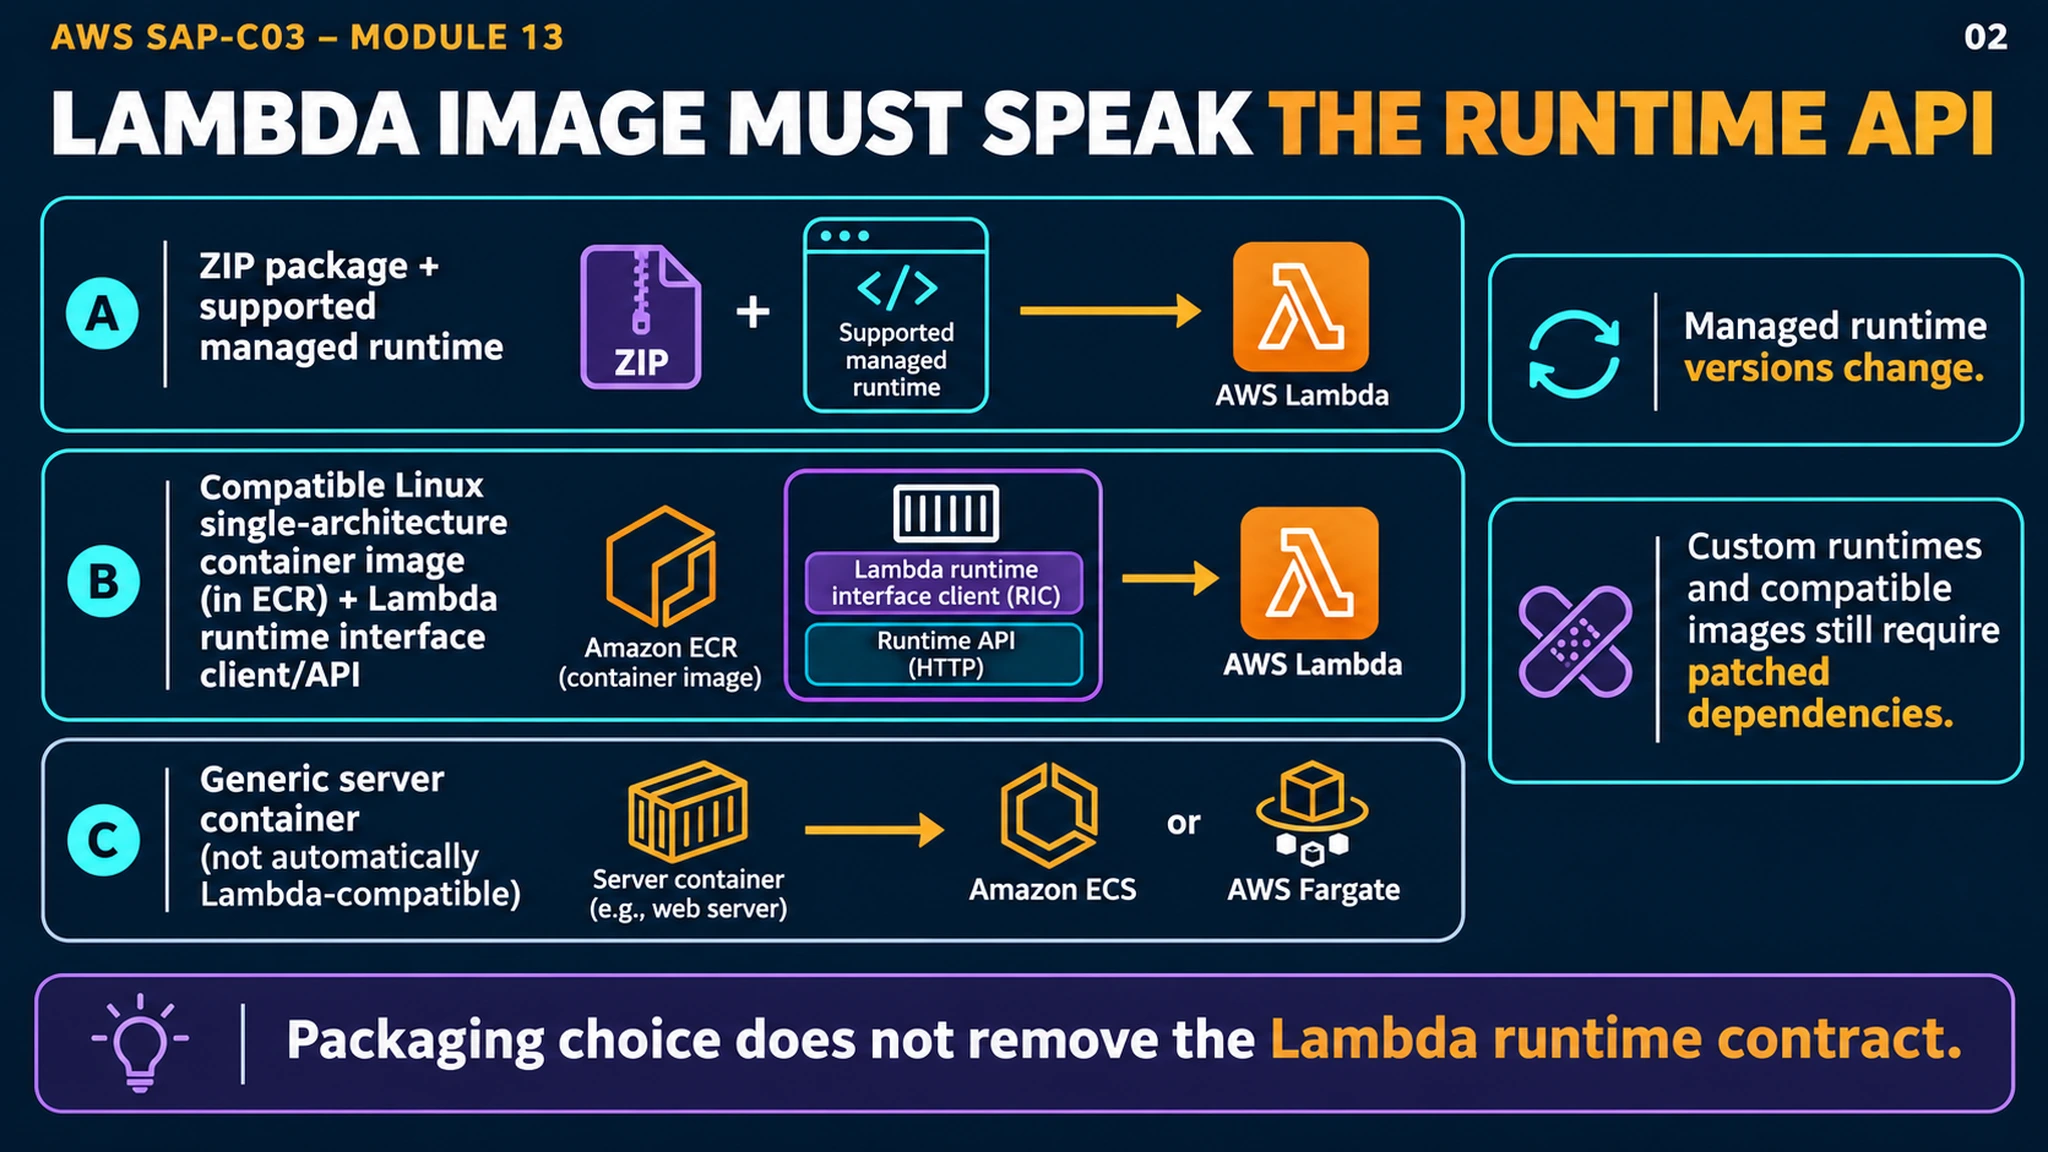 AWS SAP-C03 – MODULE 13
02
LAMBDA IMAGE MUST SPEAK THE RUNTIME API
A
ZIP package +
supported
managed runtime
ZIP
+
</>
Supported
managed
runtime
AWS Lambda
Managed runtime
versions change.
B
Compatible Linux
single-architecture
container image
(in ECR) + Lambda
runtime interface
client/API
Amazon ECR
(container image)
Lambda runtime
interface client (RIC)
Runtime API
(HTTP)
AWS Lambda
Custom runtimes
and compatible
images still require
patched
dependencies.
C
Generic server
container
(not automatically
Lambda-compatible)
Server container
(e.g., web server)
Amazon ECS
or
AWS Fargate
Packaging choice does not remove the Lambda runtime contract.